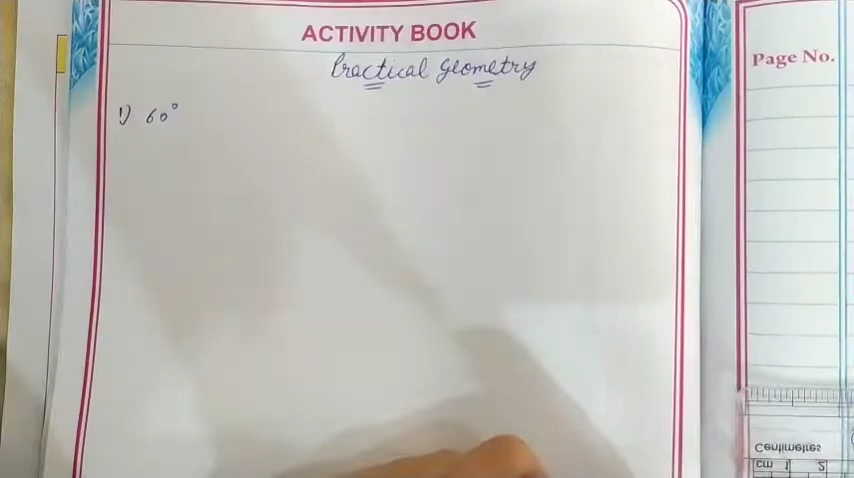 ACTIVITY BOOK
Practical Geometry
1) 60°
Page No.
Centimetres
cm 1 2